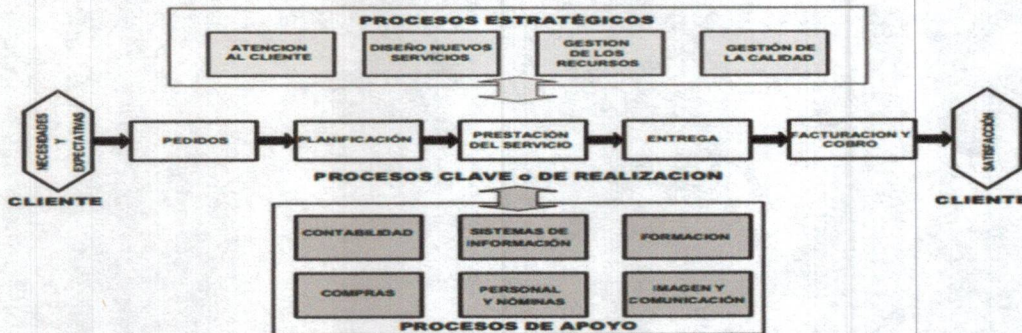 PROCESOS ESTRATÉGICOS
ATENCION
AL CLIENTE
DISEÑO NUEVOS
SERVICIOS
GESTION
DE LOS
RECURSOS
GESTIÓN DE
LA CALIDAD
NECESIDADES
Y
EXPECTATIVAS
CLIENTE
PEDIDOS
PLANIFICACIÓN
PRESTACIÓN
DEL SERVICIO
ENTREGA
FACTURACION Y
COBRO
SATISFACCIÓN
CLIENTE
PROCESOS CLAVE o DE REALIZACION
CONTABILIDAD
SISTEMAS DE
INFORMACIÓN
FORMACION
COMPRAS
PERSONAL
Y NÓMINAS
IMAGEN Y
COMUNICACIÓN
PROCESOS DE APOYO